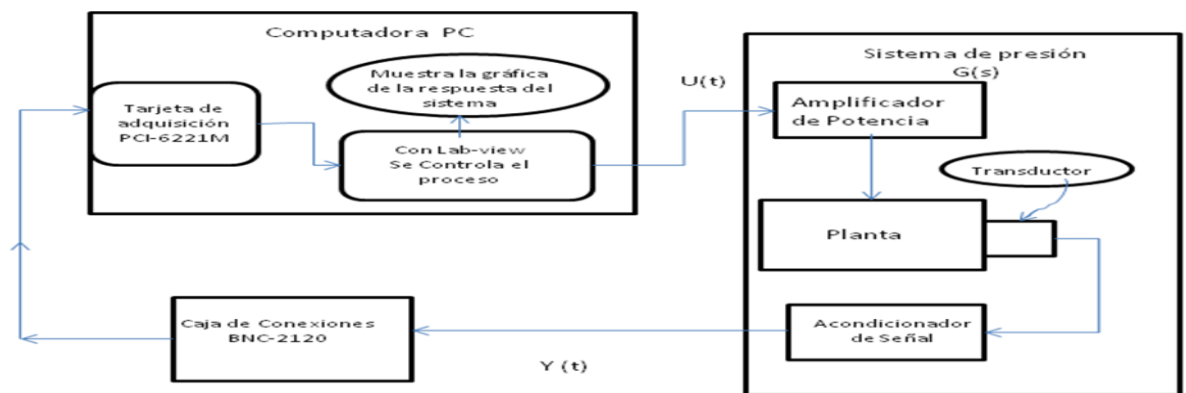 Computadora PC
Muestra la gráfica
de la respuesta del
sistema
Tarjeta de
adquisición
PCI-6221M
Con Lab-view
Se Controla el
proceso
U(t)
Sistema de presión
G(s)
Amplificador
de Potencia
Transductor
Planta
Acondicionador
de Señal
Caja de Conexiones
BNC-2120
Y (t)